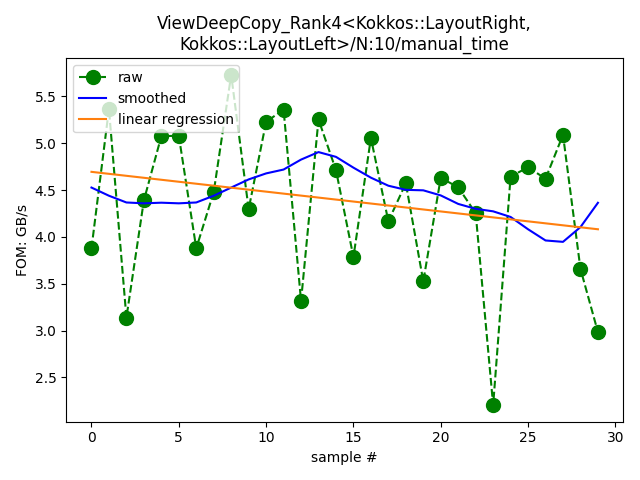 ViewDeepCopy_Rank4<Kokkos::LayoutRight,
Kokkos::LayoutLeft>/N:10/manual_time
raw
smoothed
linear regression
FOM: GB/s
5.5
5.0
4.5
4.0
3.5
3.0
2.5
0 5 10 15 20 25 30
sample #